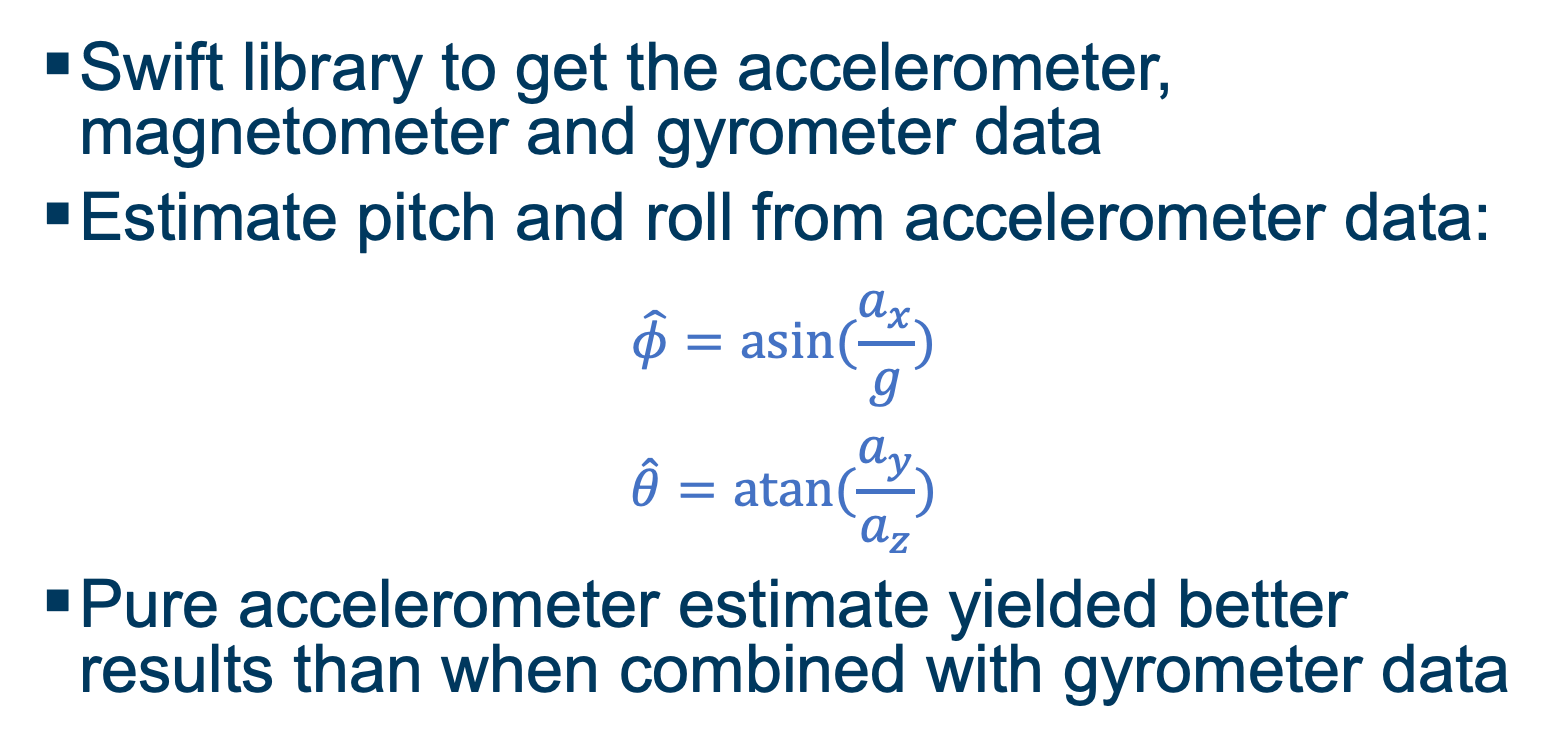 ▪Swift library to get the accelerometer,
magnetometer and gyrometer data
▪Estimate pitch and roll from accelerometer data:
ϕ̂ = asin(a_x/g)
θ̂ = atan(a_y/a_z)
▪Pure accelerometer estimate yielded better
results than when combined with gyrometer data